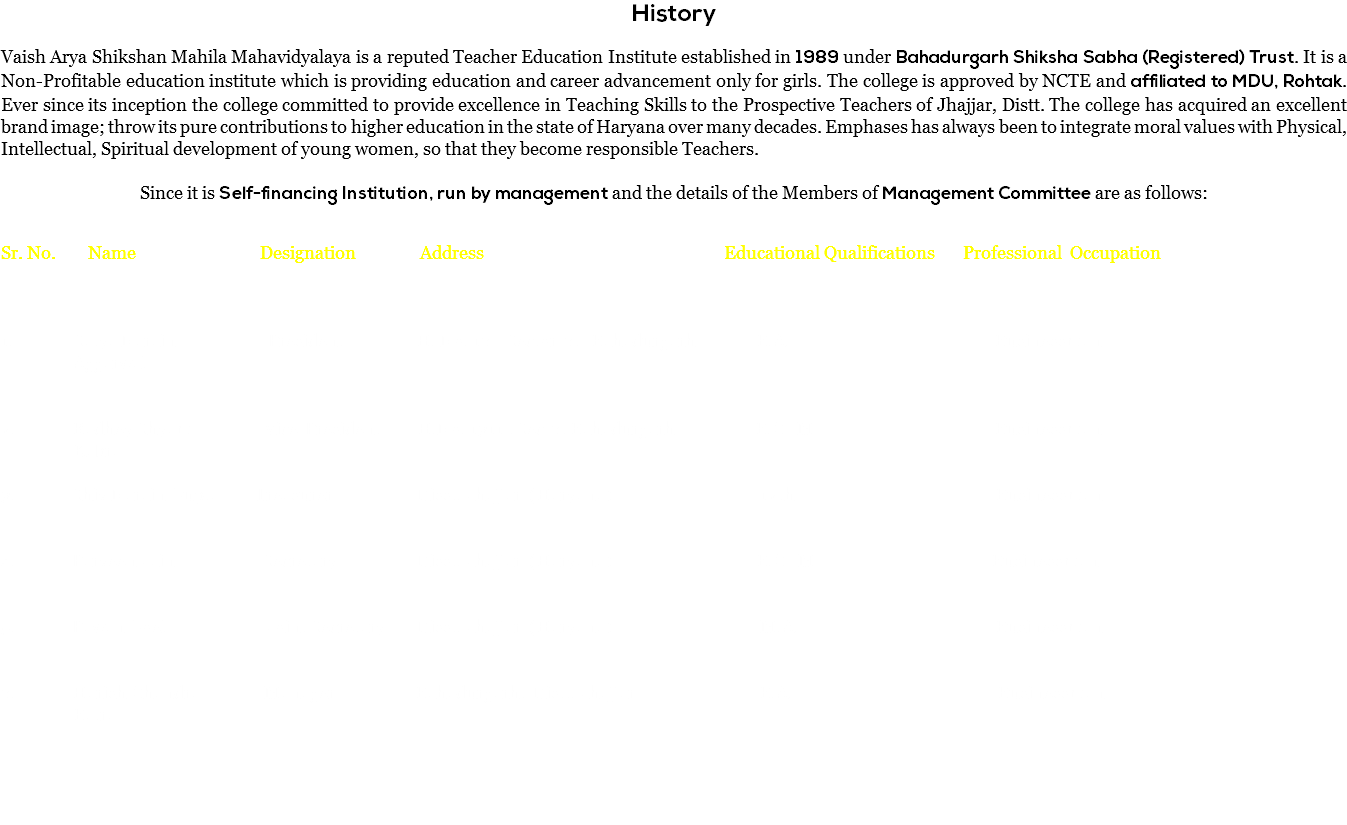 History
Vaish Arya Shikshan Mahila Mahavidyalaya is a reputed Teacher Education Institute established in 1989 under Bahadurgarh Shiksha Sabha (Registered) Trust. It is a
Non-Profitable education institute which is providing education and career advancement only for girls. The college is approved by NCTE and affiliated to MDU, Rohtak.
Ever since its inception the college committed to provide excellence in Teaching Skills to the Prospective Teachers of Jhajjar, Distt. The college has acquired an excellent
brand image; throw its pure contributions to higher education in the state of Haryana over many decades. Emphases has always been to integrate moral values with Physical,
Intellectual, Spiritual development of young women, so that they become responsible Teachers.
Since it is Self-financing Institution, run by management and the details of the Members of Management Committee are as follows:
Sr. No. Name Designation Address Educational Qualifications Professional Occupation